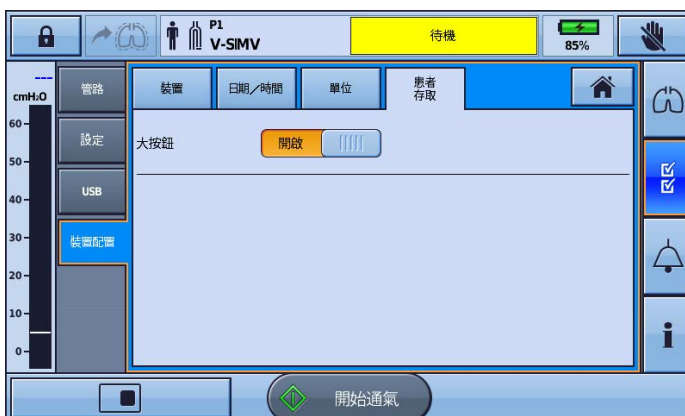 P1
V-SIMV
待機
85%
---
cmH₂O
60
50
40
30
20
10
0
管路
設定
USB
裝置配置
裝置
日期／時間
單位
患者
存取
大按鈕
開啟
開始通氣
i